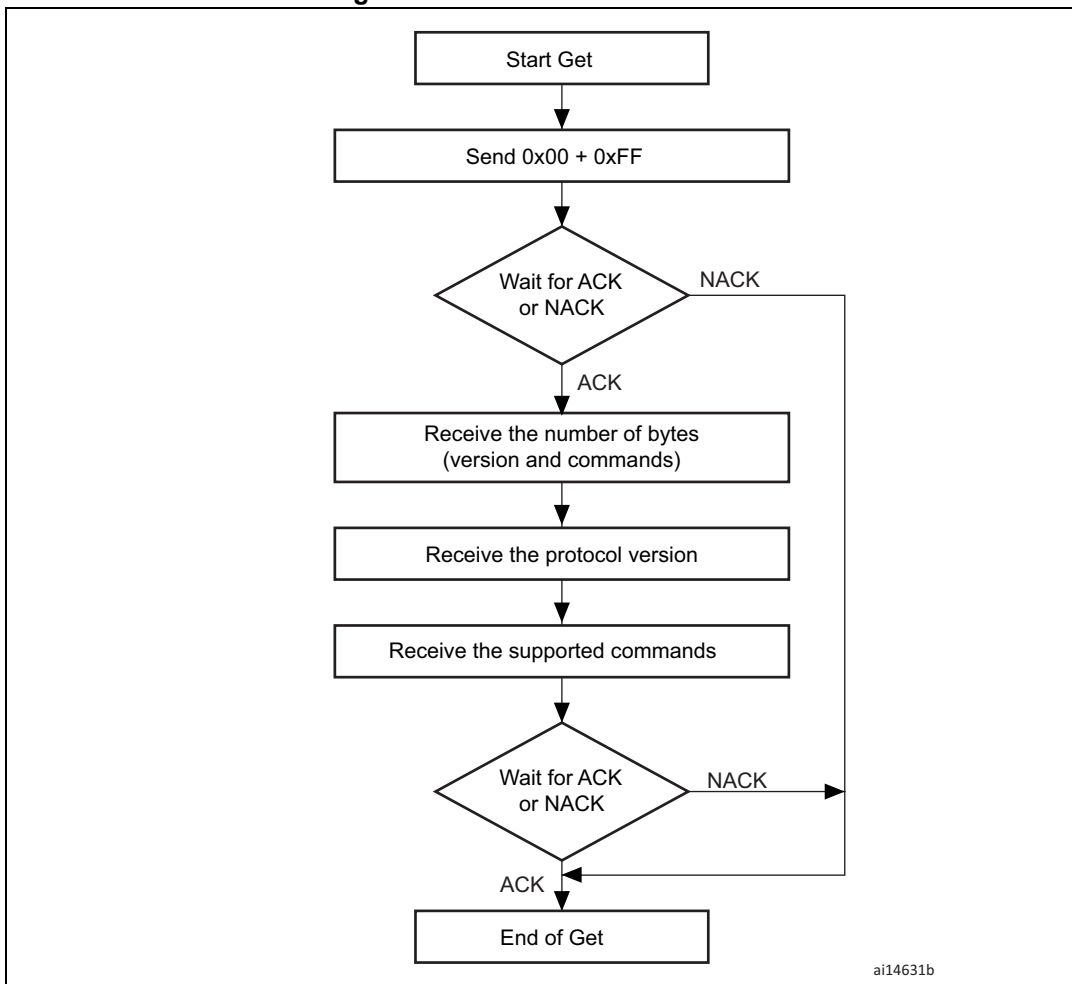 Start Get
Send 0x00 + 0xFF
Wait for ACK
or NACK
NACK
ACK
Receive the number of bytes
(version and commands)
Receive the protocol version
Receive the supported commands
Wait for ACK
or NACK
NACK
ACK
End of Get
ai14631b